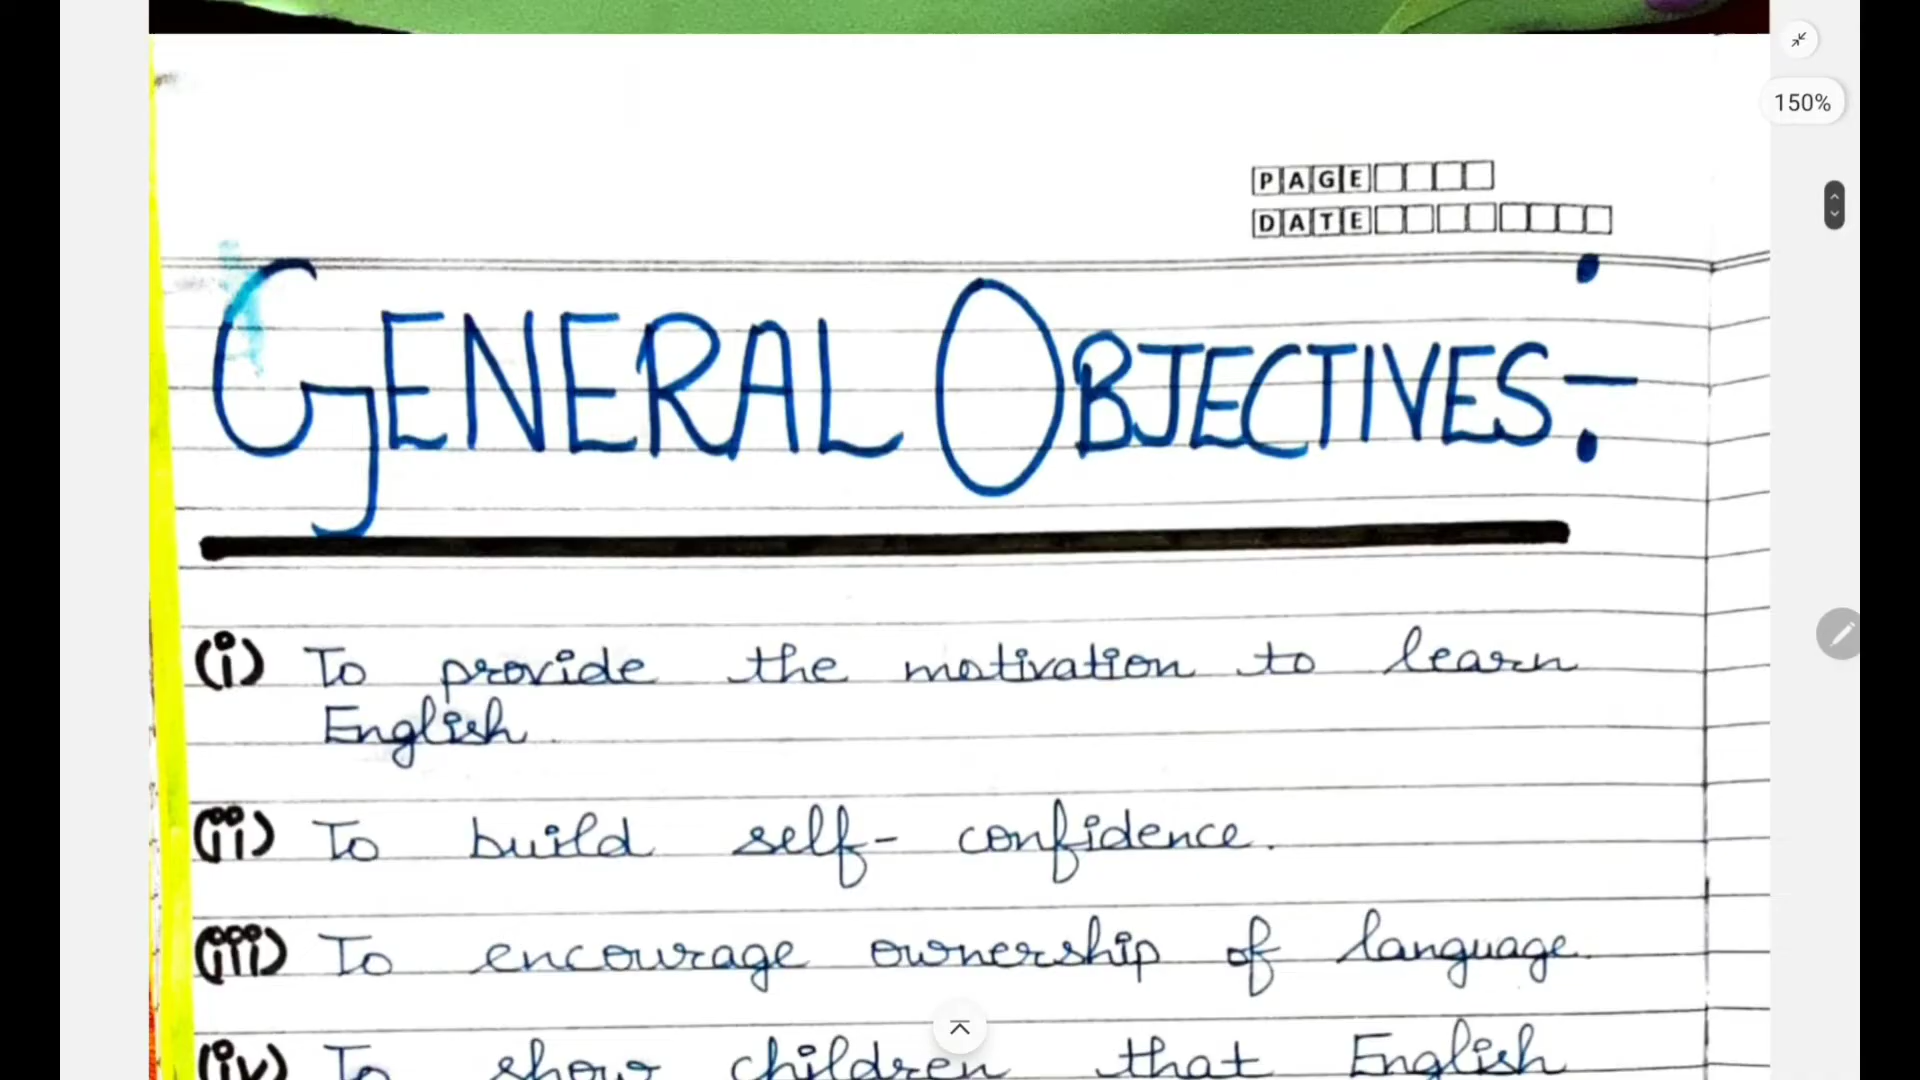 150%
PAGE
DATE
GENERAL OBJECTIVES:-
(i) To provide the motivation to learn
English.
(ii) To build self-confidence.
(iii) To encourage ownership of language.
(iv) To show children that English